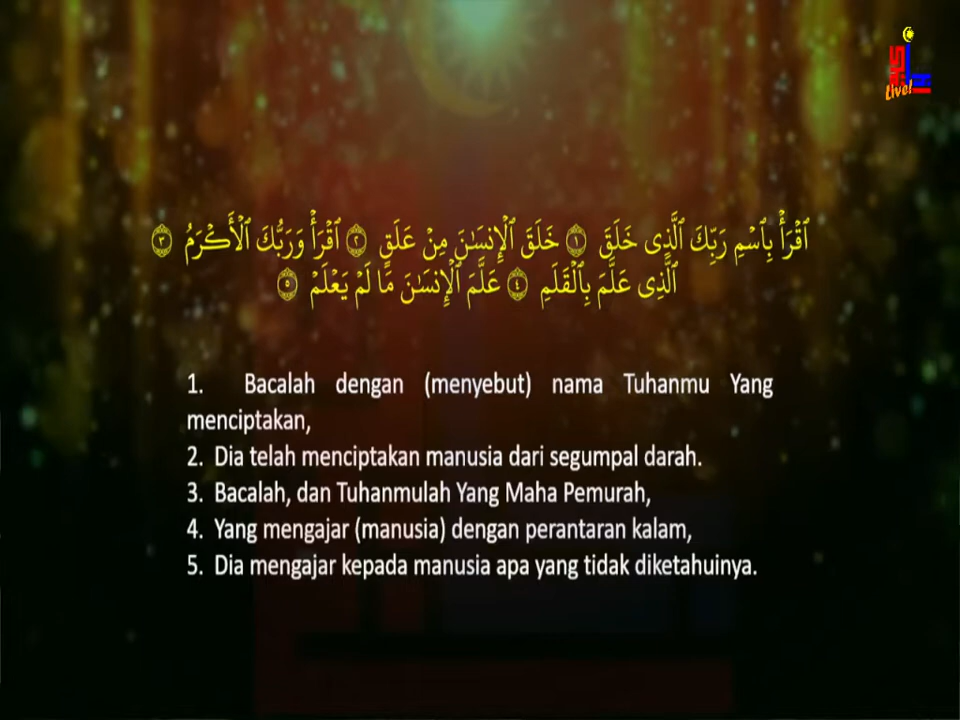 Live!
ٱقۡرَأۡ بِٱسۡمِ رَبِّكَ ٱلَّذِى خَلَقَ ١ خَلَقَ ٱلۡإِنسَـٰنَ مِنۡ عَلَقٍ ٢ ٱقۡرَأۡ وَرَبُّكَ ٱلۡأَكۡرَمُ ٣
ٱلَّذِى عَلَّمَ بِٱلۡقَلَمِ ٤ عَلَّمَ ٱلۡإِنسَـٰنَ مَا لَمۡ يَعۡلَمۡ ٥
1. Bacalah dengan (menyebut) nama Tuhanmu Yang
menciptakan,
2. Dia telah menciptakan manusia dari segumpal darah.
3. Bacalah, dan Tuhanmulah Yang Maha Pemurah,
4. Yang mengajar (manusia) dengan perantaran kalam,
5. Dia mengajar kepada manusia apa yang tidak diketahuinya.